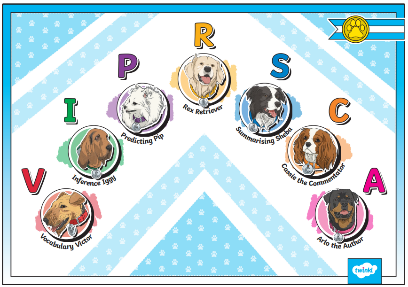 V
I
P
R
S
C
A
Vocabulary Victor
Inference Iggy
Predicting Pip
Rex Retriever
Summarising Sheba
Cassie the Commentator
Arlo the Author
twinkl